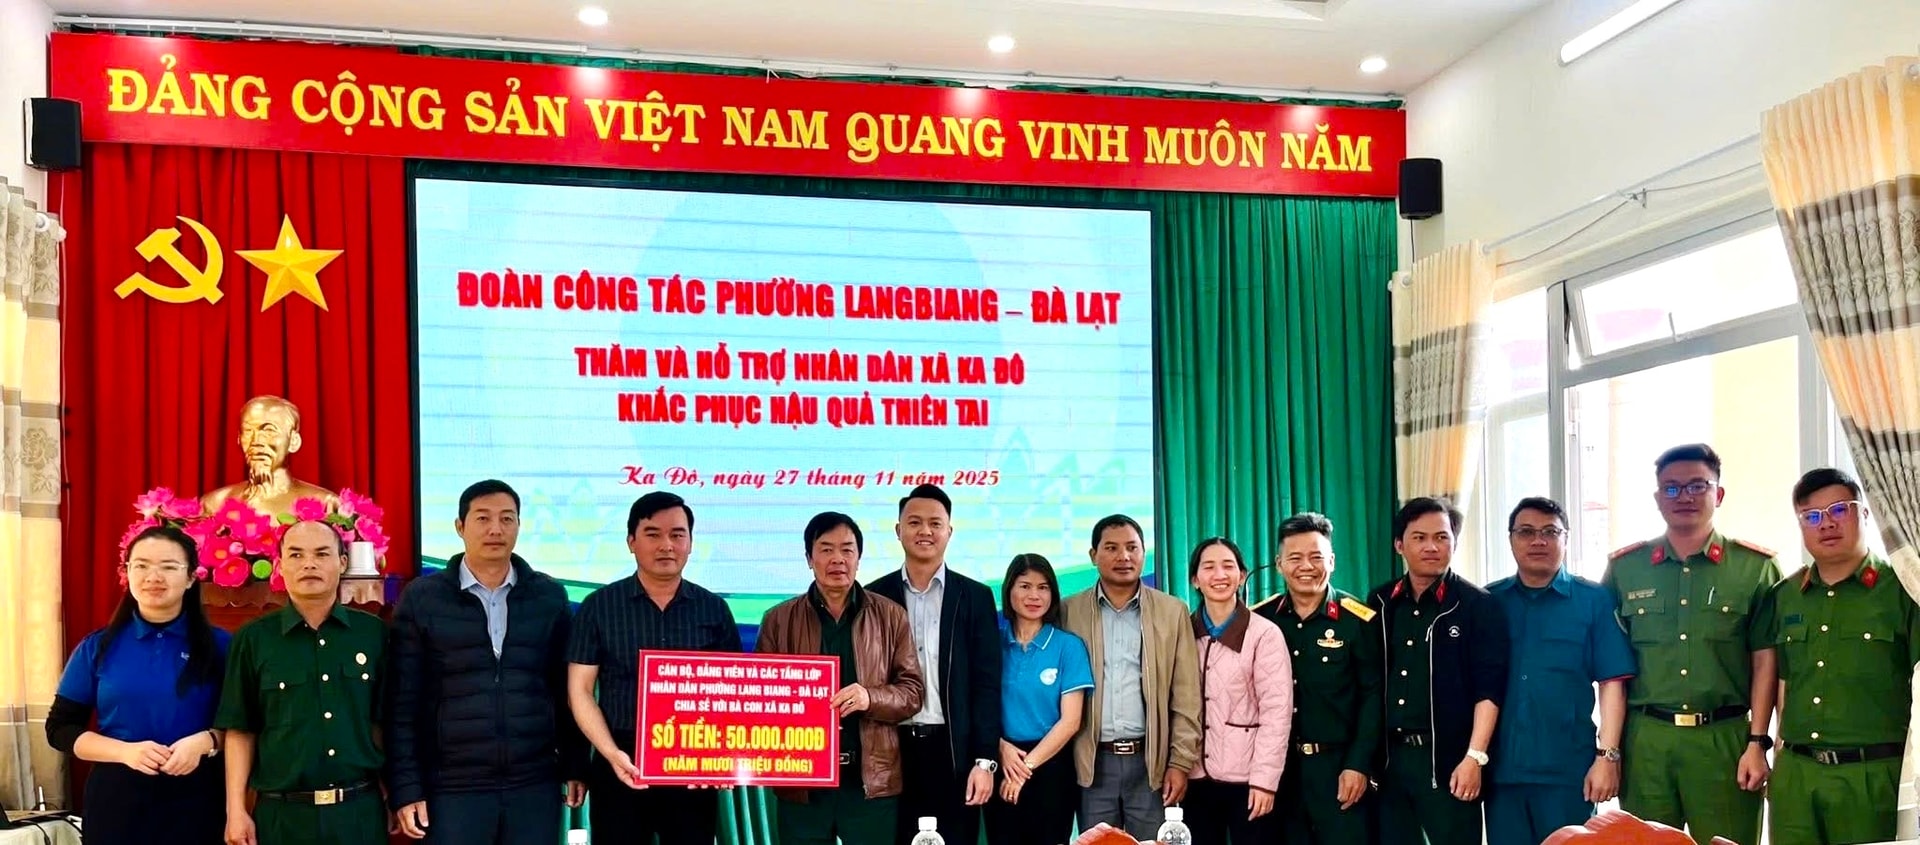 ĐẢNG CỘNG SẢN VIỆT NAM QUANG VINH MUÔN NĂM
ĐOÀN CÔNG TÁC PHƯỜNG LANGBIANG – ĐÀ LẠT
THĂM VÀ HỖ TRỢ NHÂN DÂN XÃ KA ĐÔ
KHẮC PHỤC HẬU QUẢ THIÊN TAI
Ka Đô, ngày 27 tháng 11 năm 2025
CÁN BỘ, ĐẢNG VIÊN VÀ CÁC TẦNG LỚP
NHÂN DÂN PHƯỜNG LANG BIANG - ĐÀ LẠT
CHIA SẺ VỚI BÀ CON XÃ KA ĐÔ
SỐ TIỀN: 50.000.000Đ
(NĂM MƯƠI TRIỆU ĐỒNG)